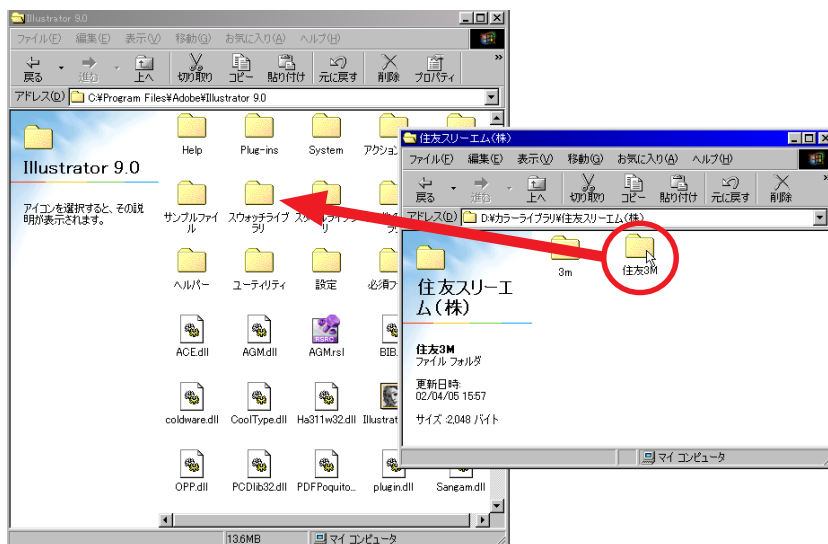 Illustrator 9.0
ファイル(F) 編集(E) 表示(V) 移動(G) お気に入り(A) ヘルプ(H)
戻る 進む 上へ 切り取り コピー 貼り付け 元に戻す 削除 プロパティ »
アドレス(D) C:¥Program Files¥Adobe¥Illustrator 9.0
Illustrator 9.0
アイコンを選択すると、その説
明が表示されます。
Help Plug-ins System アクション
サンプルファイ
ル
スウォッチライブ
ラリ
ヘルパー ユーティリティ 設定 必須
ACE.dll AGM.dll AGM.rsl BIB.
RSRC
coldware.dll CoolType.dll Ha311w32.dll Illustrat
OPP.dll PCDlib32.dll PDFPoquito... plugin.dll Sangam.dll
13.6MB マイ コンピュータ
住友スリーエム(株)
ファイル(F) 編集(E) 表示(V) 移動(G) お気に入り(A) ヘルプ(H)
戻る 進む 上へ 切り取り コピー 貼り付け 元に戻す 削除 »
アドレス(D) D:¥カラーライブラリ¥住友スリーエム(株)
住友スリーエ
ム(株)
3m 住友3M
住友3M
ファイル フォルダ
更新日時:
02/04/05 15:57
サイズ :2,048 バイト
マイ コンピュータ